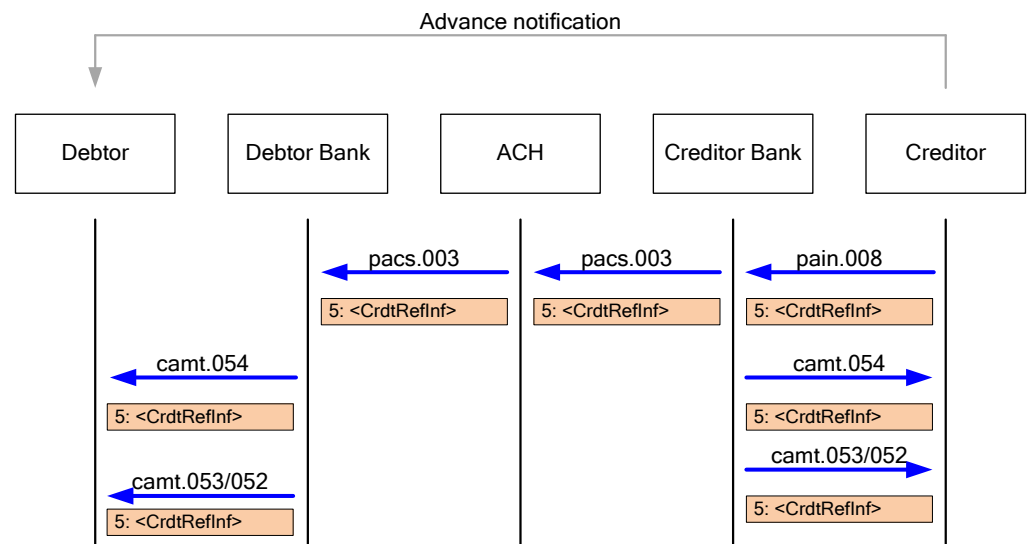 Advance notification
Debtor
Debtor Bank
ACH
Creditor Bank
Creditor
pacs.003
pacs.003
pain.008
5: <CrdtRefInf>
5: <CrdtRefInf>
5: <CrdtRefInf>
camt.054
camt.054
5: <CrdtRefInf>
5: <CrdtRefInf>
camt.053/052
camt.053/052
5: <CrdtRefInf>
5: <CrdtRefInf>